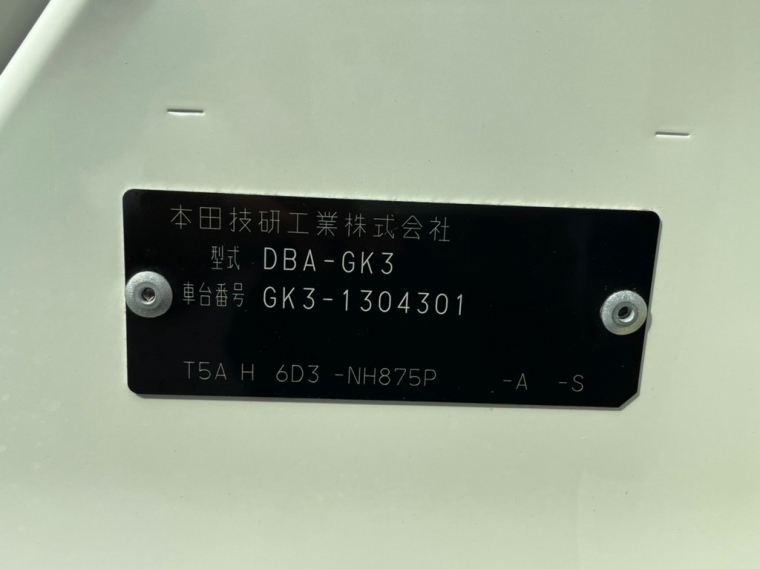 本田技研工業株式会社
型式 DBA-GK3
車台番号 GK3-1304301
T5A H 6D3 -NH875P -A -S